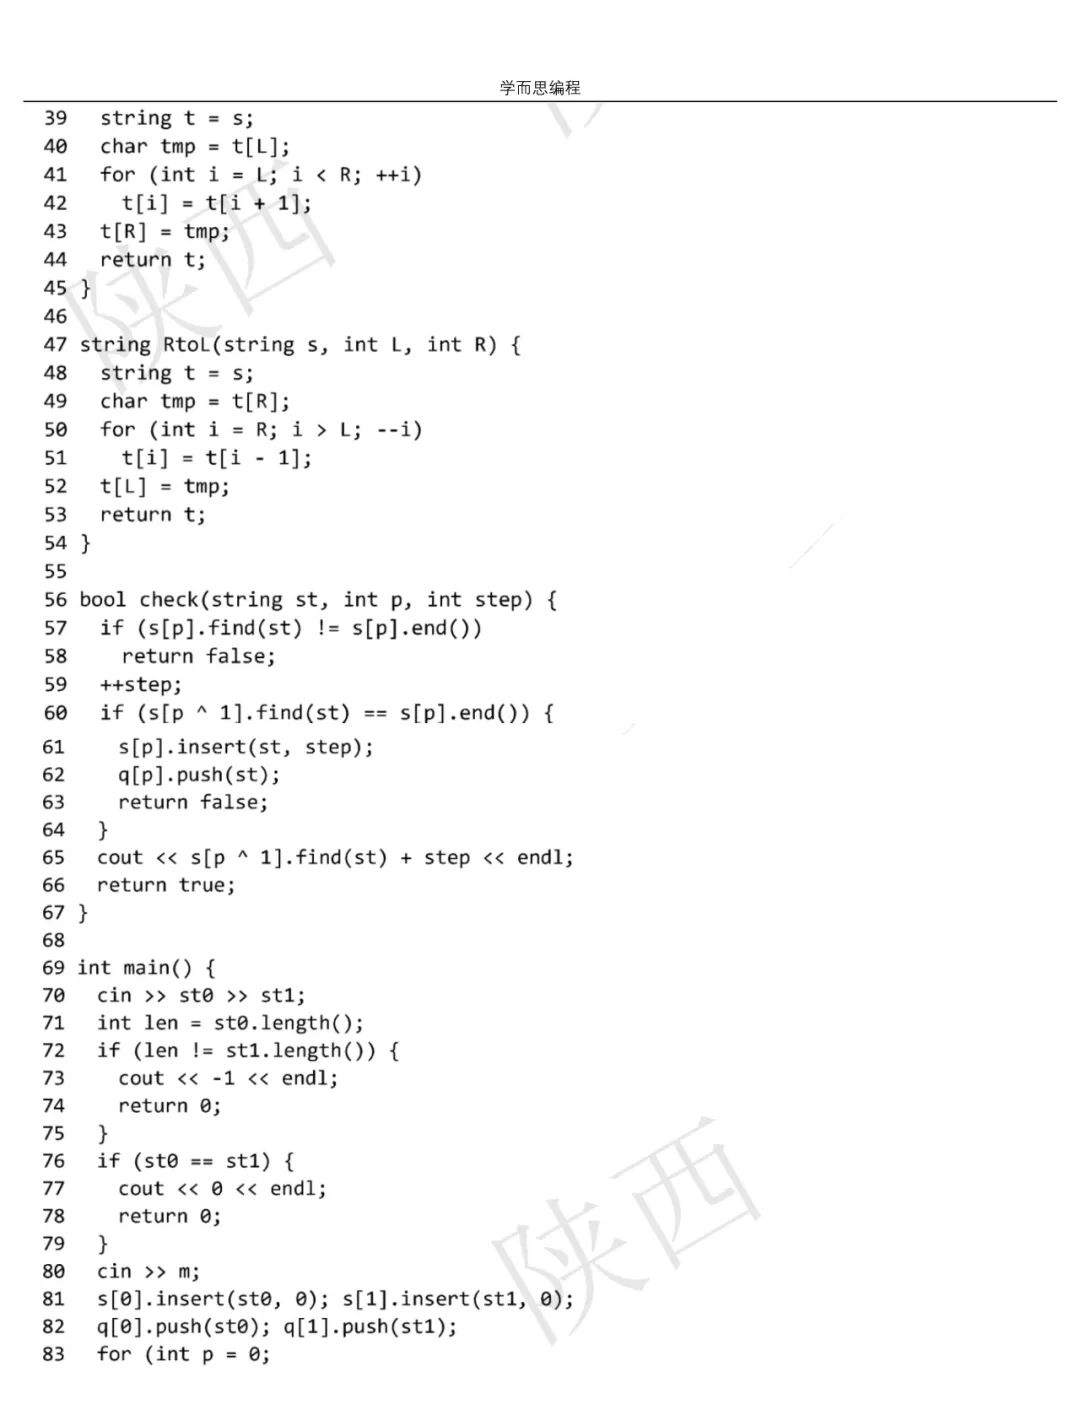 学而思编程
39 string t = s;
40 char tmp = t[L];
41 for (int i = L; i < R; ++i)
42 t[i] = t[i + 1];
43 t[R] = tmp;
44 return t;
45 }
46
47 string RtoL(string s, int L, int R) {
48 string t = s;
49 char tmp = t[R];
50 for (int i = R; i > L; --i)
51 t[i] = t[i - 1];
52 t[L] = tmp;
53 return t;
54 }
55
56 bool check(string st, int p, int step) {
57 if (s[p].find(st) != s[p].end())
58 return false;
59 ++step;
60 if (s[p ^ 1].find(st) == s[p].end()) {
61 s[p].insert(st, step);
62 q[p].push(st);
63 return false;
64 }
65 cout << s[p ^ 1].find(st) + step << endl;
66 return true;
67 }
68
69 int main() {
70 cin >> st0 >> st1;
71 int len = st0.length();
72 if (len != st1.length()) {
73 cout << -1 << endl;
74 return 0;
75 }
76 if (st0 == st1) {
77 cout << 0 << endl;
78 return 0;
79 }
80 cin >> m;
81 s[0].insert(st0, 0); s[1].insert(st1, 0);
82 q[0].push(st0); q[1].push(st1);
83 for (int p = 0;
陕西
陕西